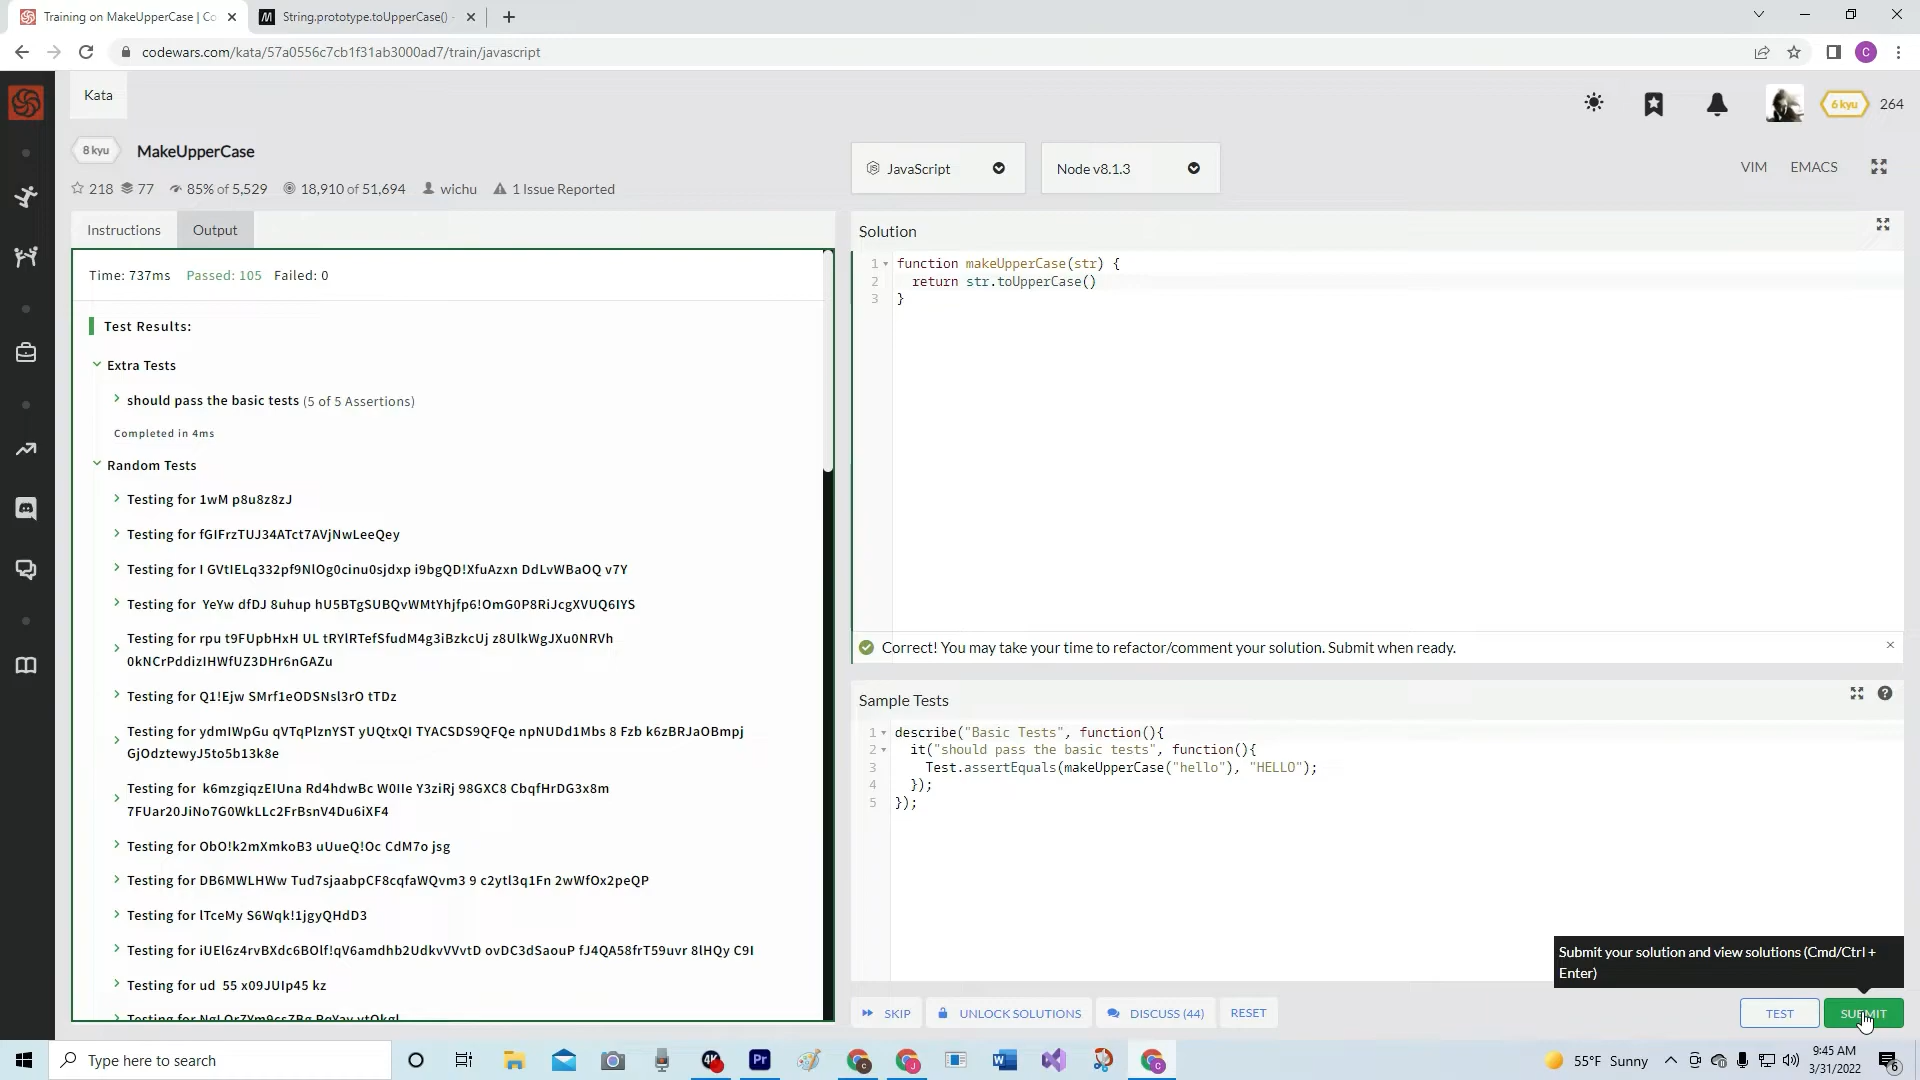 Training on MakeUpperCase | Co
String.prototype.toUpperCase() -
codewars.com/kata/57a0556c7cb1f31ab3000ad7/train/javascript
C
Kata
6 kyu
264
8 kyu
MakeUpperCase
218
77
85% of 5,529
18,910 of 51,694
wichu
1 Issue Reported
JavaScript
Node v8.1.3
VIM
EMACS
Instructions
Output
Time: 737ms Passed: 105 Failed: 0
Test Results:
Extra Tests
should pass the basic tests (5 of 5 Assertions)
Completed in 4ms
Random Tests
Testing for 1wM p8u8z8zJ
Testing for fGIFrzTUJ34ATct7AVjNwLeeQey
Testing for I GVtIELq332pf9NlOg0cinu0sjdxp i9bgQD!XfuAzxn DdLvWBaOQ v7Y
Testing for YeYw dfDJ 8uhup hU5BTgSUBQvWMtYhjfp6!OmG0P8RiJcgXVUQ6IYS
Testing for rpu t9FUpbHxH UL tRYlRTefSfudM4g3iBzkcUj z8UlkWgJXu0NRVh
0kNCrPddizIHWfUZ3DHr6nGAZu
Testing for Q1!Ejw SMrf1eODSNsl3rO tTDz
Testing for ydmIWpGu qVTqPlznYST yUQtxQI TYACSDS9QFQe npNUDd1Mbs 8 Fzb k6zBRJaOBmpj
GjOdztewyJ5to5b13k8e
Testing for k6mzgiqzEIUna Rd4hdwBc W0IIe Y3ziRj 98GXC8 CbqfHrDG3x8m
7FUar20JiNo7G0WkLLc2FrBsnV4Du6iXF4
Testing for ObO!k2mXmkoB3 uUueQ!Oc CdM7o jsg
Testing for DB6MWLHWw Tud7sjaabpCF8cqfaWQvm3 9 c2ytl3q1Fn 2wWfOx2peQP
Testing for lTceMy S6Wqk!1jgyQHdD3
Testing for iUEl6z4rvBXdc6BOlf!qV6amdhb2UdkvVVvtD ovDC3dSaouP fJ4QA58frT59uvr 8lHQy C9I
Testing for ud 55 x09JUIp45 kz
Testing for
Solution
1 function makeUpperCase(str) {
2 return str.toUpperCase()
3 }
Correct! You may take your time to refactor/comment your solution. Submit when ready.
Sample Tests
1 describe("Basic Tests", function(){
2 it("should pass the basic tests", function(){
3 Test.assertEquals(makeUpperCase("hello"), "HELLO");
4 });
5 });
Submit your solution and view solutions (Cmd/Ctrl +
Enter)
SKIP
UNLOCK SOLUTIONS
DISCUSS (44)
RESET
TEST
SUBMIT
Type here to search
4K
Pr
55°F Sunny
9:45 AM
3/31/2022
6